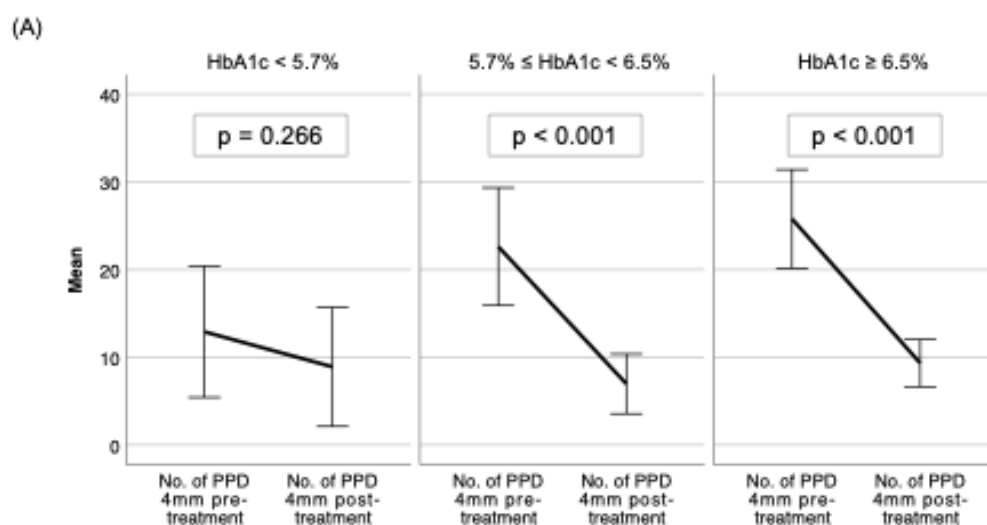 (A)
HbA1c < 5.7%
5.7% ≤ HbA1c < 6.5%
HbA1c ≥ 6.5%
40
p = 0.266
p < 0.001
p < 0.001
30
Mean
20
10
0
No. of PPD
4mm pre-
treatment
No. of PPD
4mm post-
treatment
No. of PPD
4mm pre-
treatment
No. of PPD
4mm post-
treatment
No. of PPD
4mm pre-
treatment
No. of PPD
4mm post-
treatment